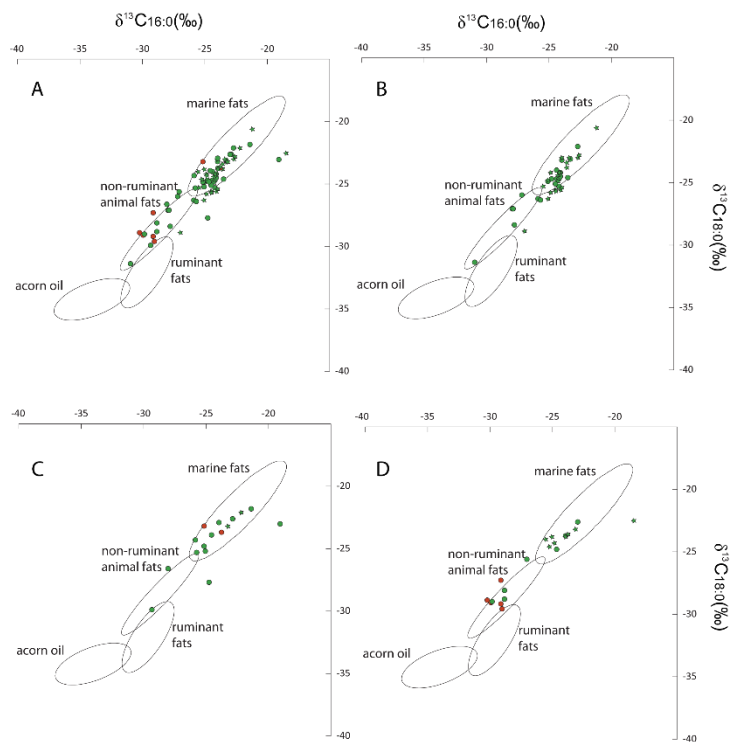 δ¹³C16:0(‰)
δ¹³C16:0(‰)
-40 -35 -30 -25 -20 -15
-40 -35 -30 -25 -20 -15
A
marine fats
non-ruminant
animal fats
ruminant
fats
acorn oil
-20
-25
-30
-35
-40
B
marine fats
non-ruminant
animal fats
ruminant
fats
acorn oil
-20
-25
-30
-35
-40
δ¹³C18:0(‰)
-40 -35 -30 -25 -20 -15
-40 -35 -30 -25 -20 -15
C
marine fats
non-ruminant
animal fats
ruminant
fats
acorn oil
-20
-25
-30
-35
-40
D
marine fats
non-ruminant
animal fats
ruminant
fats
acorn oil
-20
-25
-30
-35
-40
δ¹³C18:0(‰)